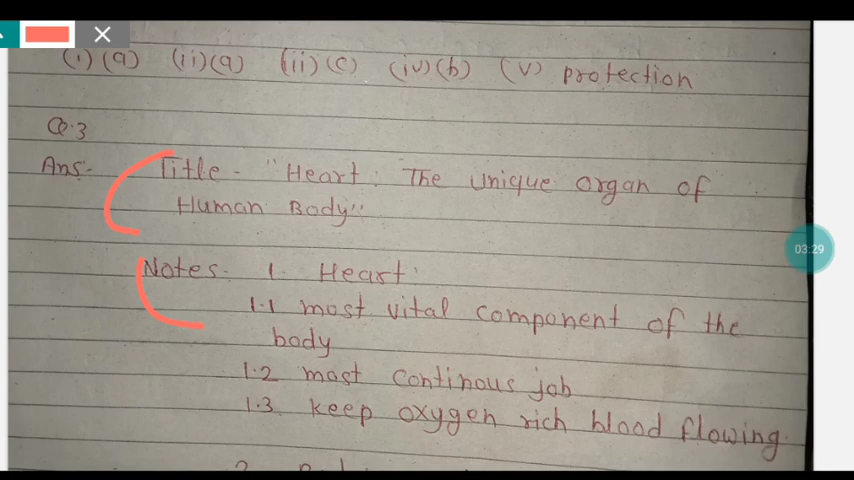 (i)(a) (ii)(a) (ii)(c) (iv)(b) (v) protection
Q.3
Ans- Title - "Heart: The unique organ of
Human Body"
Notes- 1. Heart:
1.1 most vital component of the
03:29
body
1.2 most continous job
1.3 keep oxygen rich blood flowing.
2.